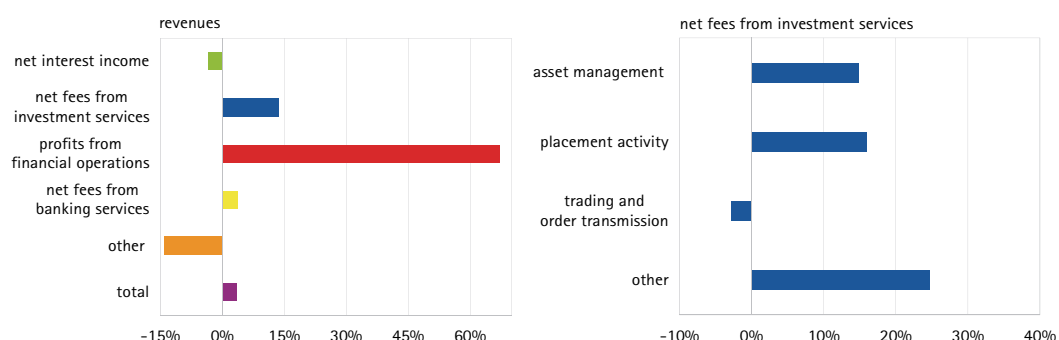 revenues
net interest income
net fees from
investment services
profits from
financial operations
net fees from
banking services
other
total
-15% 0% 15% 30% 45% 60%
net fees from investment services
asset management
placement activity
trading and
order transmission
other
-10% 0% 10% 20% 30% 40%